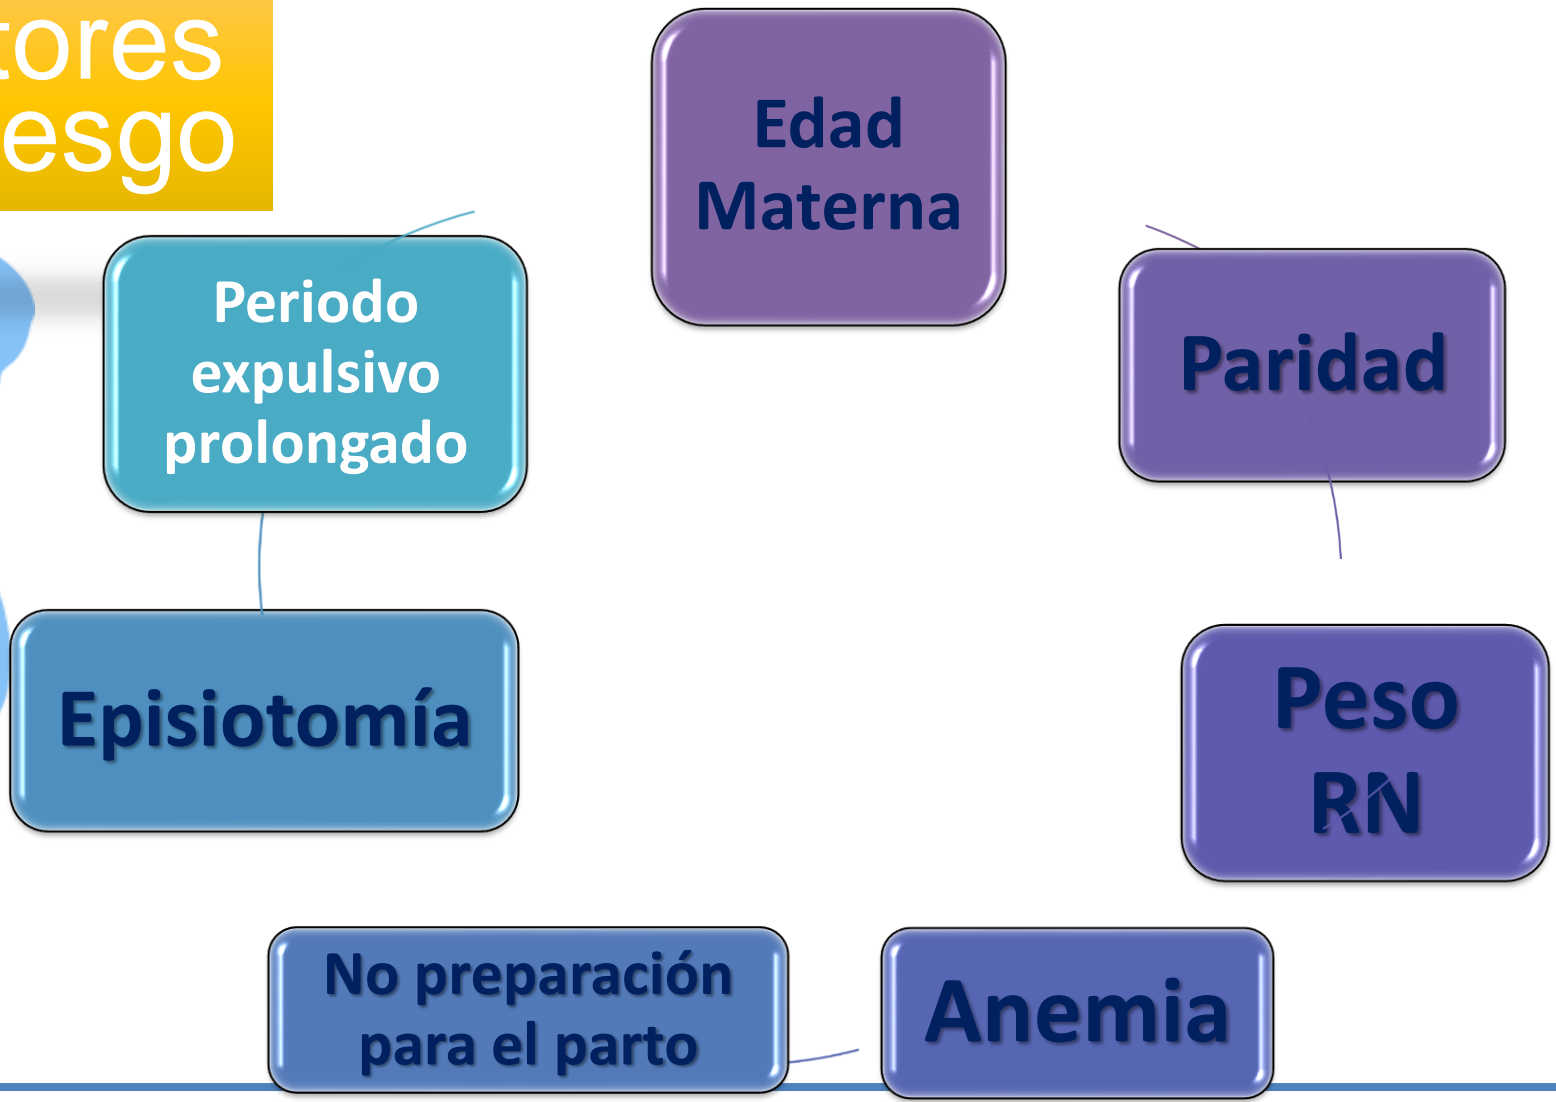 tores
esgo
Edad
Materna
Paridad
Peso
RN
Anemia
No preparación
para el parto
Episiotomía
Periodo
expulsivo
prolongado